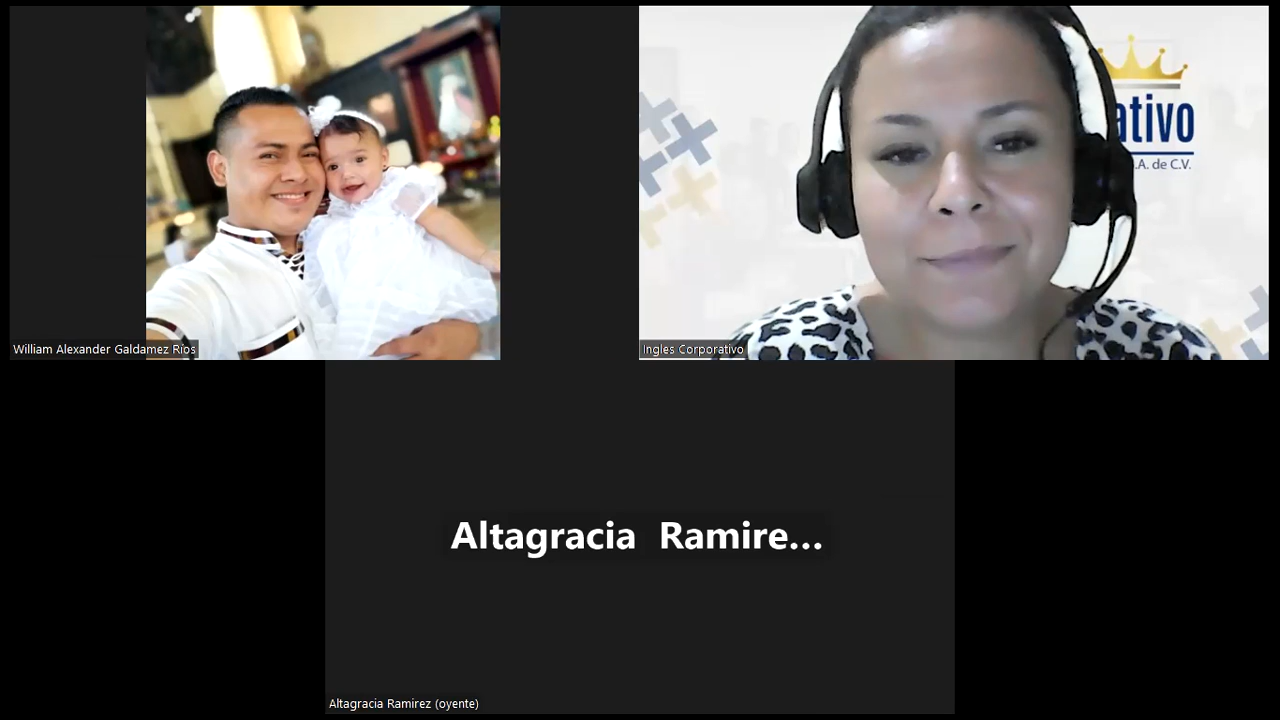 ativo
.A. de C.V.
William Alexander Galdamez Rios
Ingles Corporativo
Altagracia Ramire...
Altagracia Ramirez (oyente)